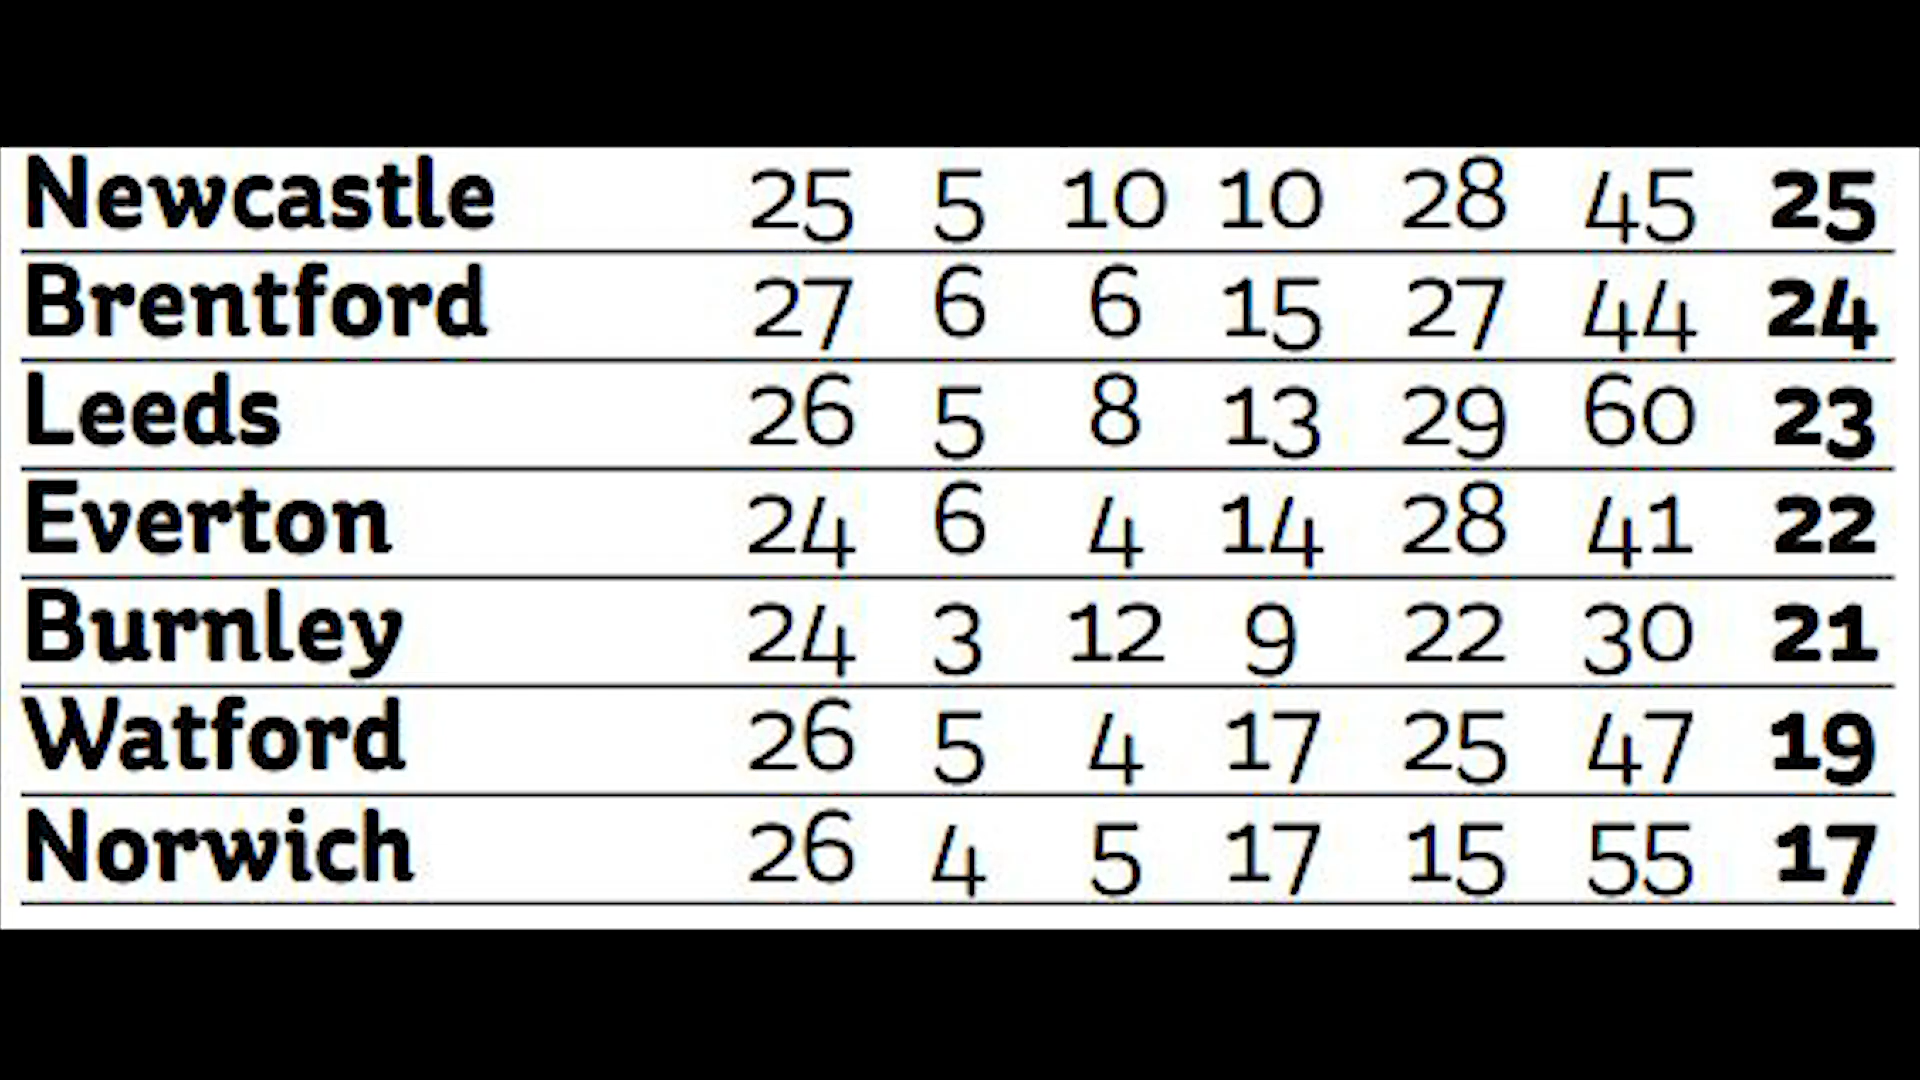 Newcastle 25 5 10 10 28 45 25
Brentford 27 6 6 15 27 44 24
Leeds 26 5 8 13 29 60 23
Everton 24 6 4 14 28 41 22
Burnley 24 3 12 9 22 30 21
Watford 26 5 4 17 25 47 19
Norwich 26 4 5 17 15 55 17